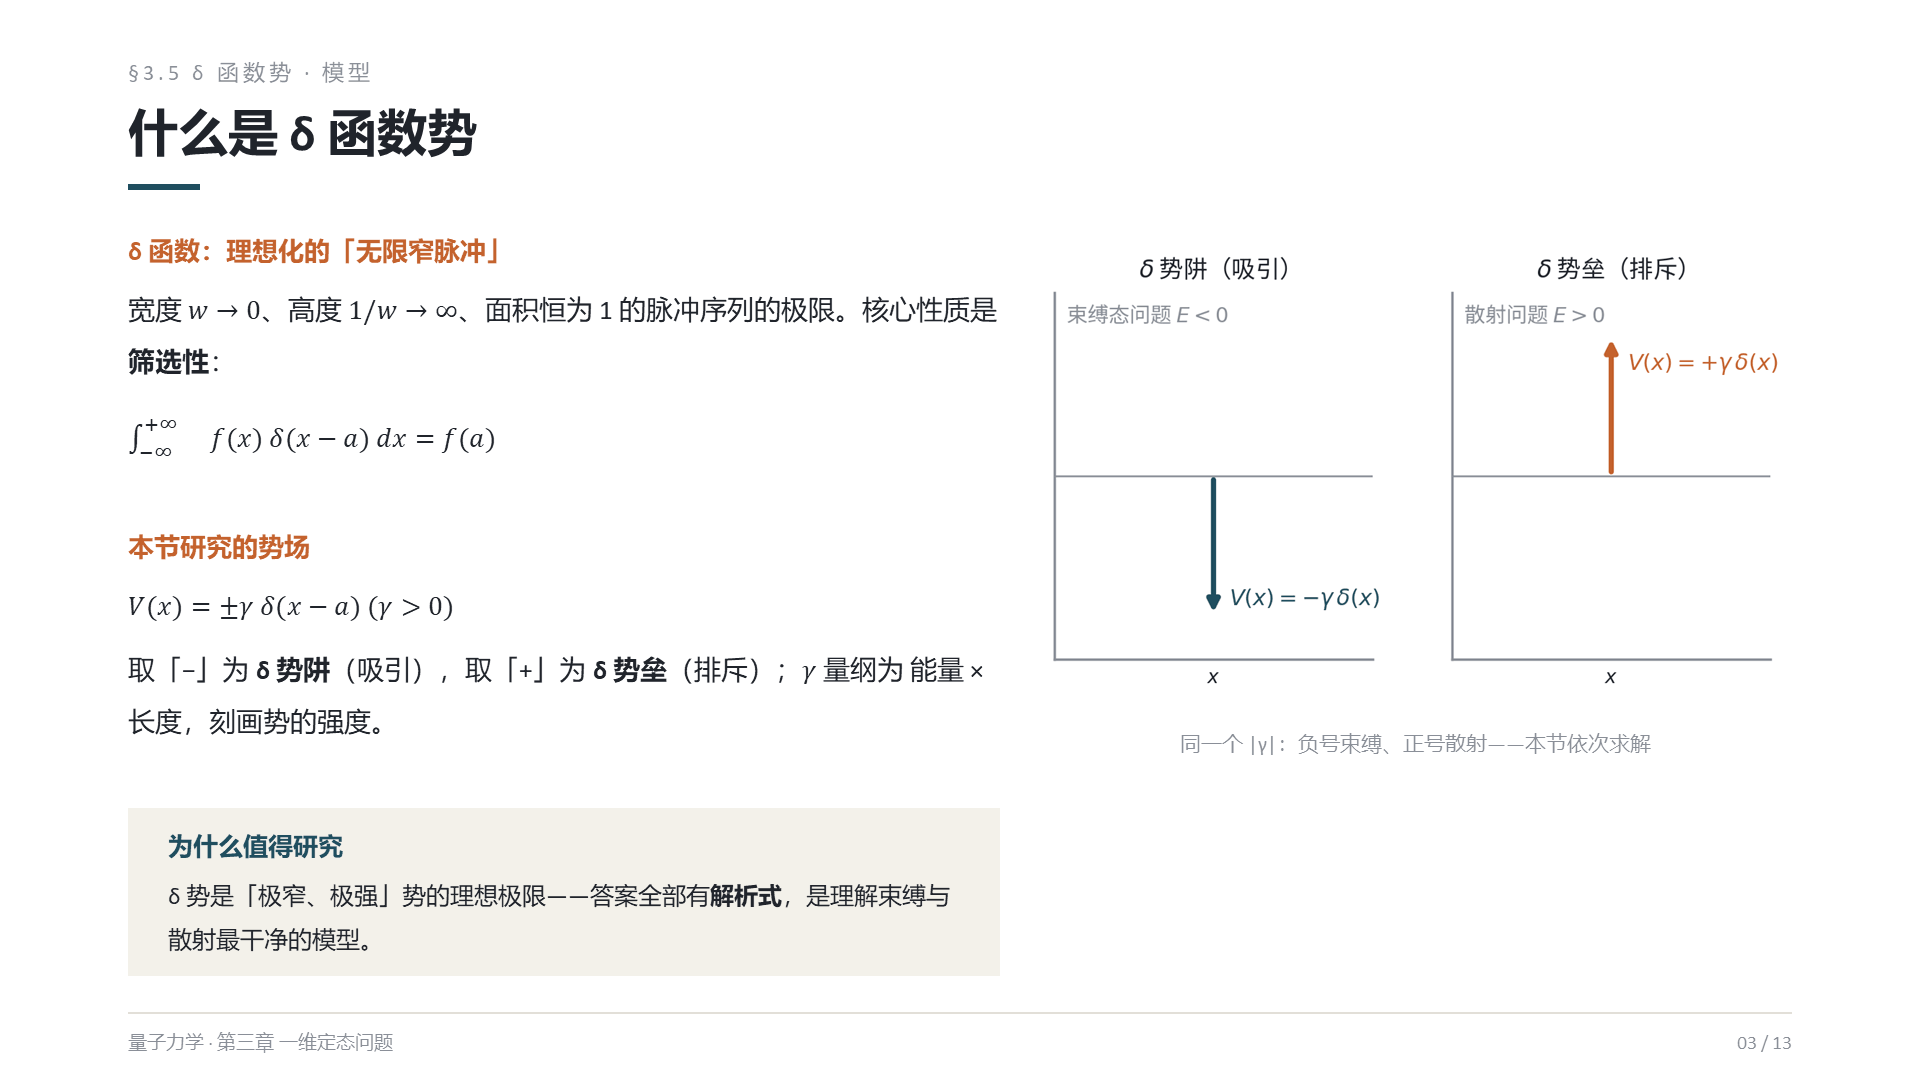 §3.5 δ 函数势 · 模型
什么是 δ 函数势
δ 函数：理想化的「无限窄脉冲」
宽度 w → 0、高度 1/w → ∞、面积恒为 1 的脉冲序列的极限。核心性质是
筛选性：
∫_{−∞}^{+∞} f(x) δ(x − a) dx = f(a)
本节研究的势场
V(x) = ±γ δ(x − a) (γ > 0)
取「−」为 δ 势阱（吸引），取「+」为 δ 势垒（排斥）；γ 量纲为 能量 ×
长度，刻画势的强度。
为什么值得研究
δ 势是「极窄、极强」势的理想极限——答案全部有解析式，是理解束缚与
散射最干净的模型。
δ 势阱（吸引）
束缚态问题 E < 0
V(x) = −γ δ(x)
x
δ 势垒（排斥）
散射问题 E > 0
V(x) = +γ δ(x)
x
同一个 |γ|：负号束缚、正号散射——本节依次求解
量子力学 · 第三章 一维定态问题
03 / 13